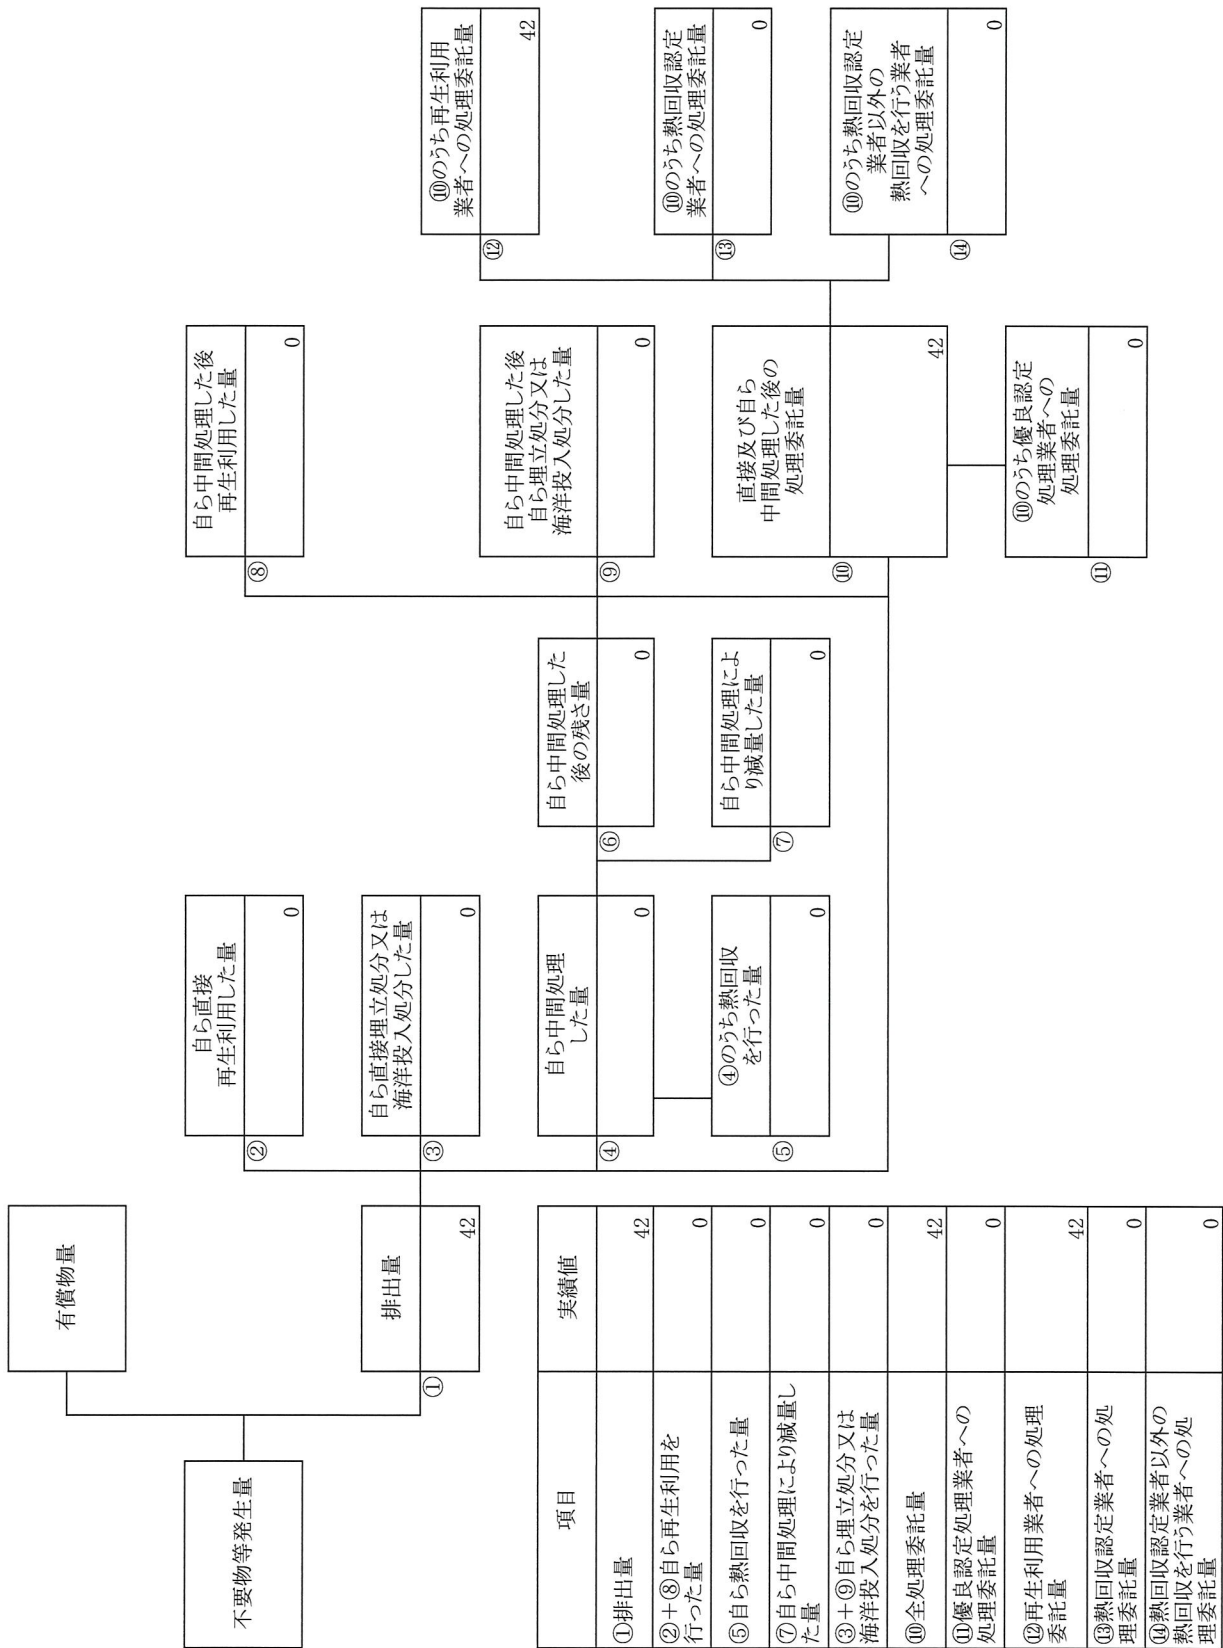 不要物等発生量
有償物量
①
排出量
42
②
自ら直接
再生利用した量
0
③
自ら直接埋立処分又は
海洋投入処分した量
0
④
自ら中間処理
した量
0
⑤
④のうち熱回収
を行った量
0
⑥
自ら中間処理した
後の残さ量
0
⑦
自ら中間処理によ
り減量した量
0
⑧
自ら中間処理した後
再生利用した量
0
⑨
自ら中間処理した後
自ら埋立処分又は
海洋投入処分した量
0
⑩
直接及び自ら
中間処理した後の
処理委託量
42
⑪
⑩のうち優良認定
処理業者への
処理委託量
0
⑫
⑩のうち再生利用
業者への処理委託量
42
⑬
⑩のうち熱回収認定
業者への処理委託量
0
⑭
⑩のうち熱回収認定
業者以外の
熱回収を行う業者
への処理委託量
0
項目
実績値
①排出量
42
②+⑧自ら再生利用を
行った量
0
⑤自ら熱回収を行った量
0
⑦自ら中間処理により減量し
た量
0
③+⑨自ら埋立処分又は
海洋投入処分を行った量
0
⑩全処理委託量
42
⑪優良認定処理業者への
処理委託量
0
⑫再生利用業者への処理
委託量
42
⑬熱回収認定業者への処
理委託量
0
⑭熱回収認定業者以外の
熱回収を行う業者への処
理委託量
0